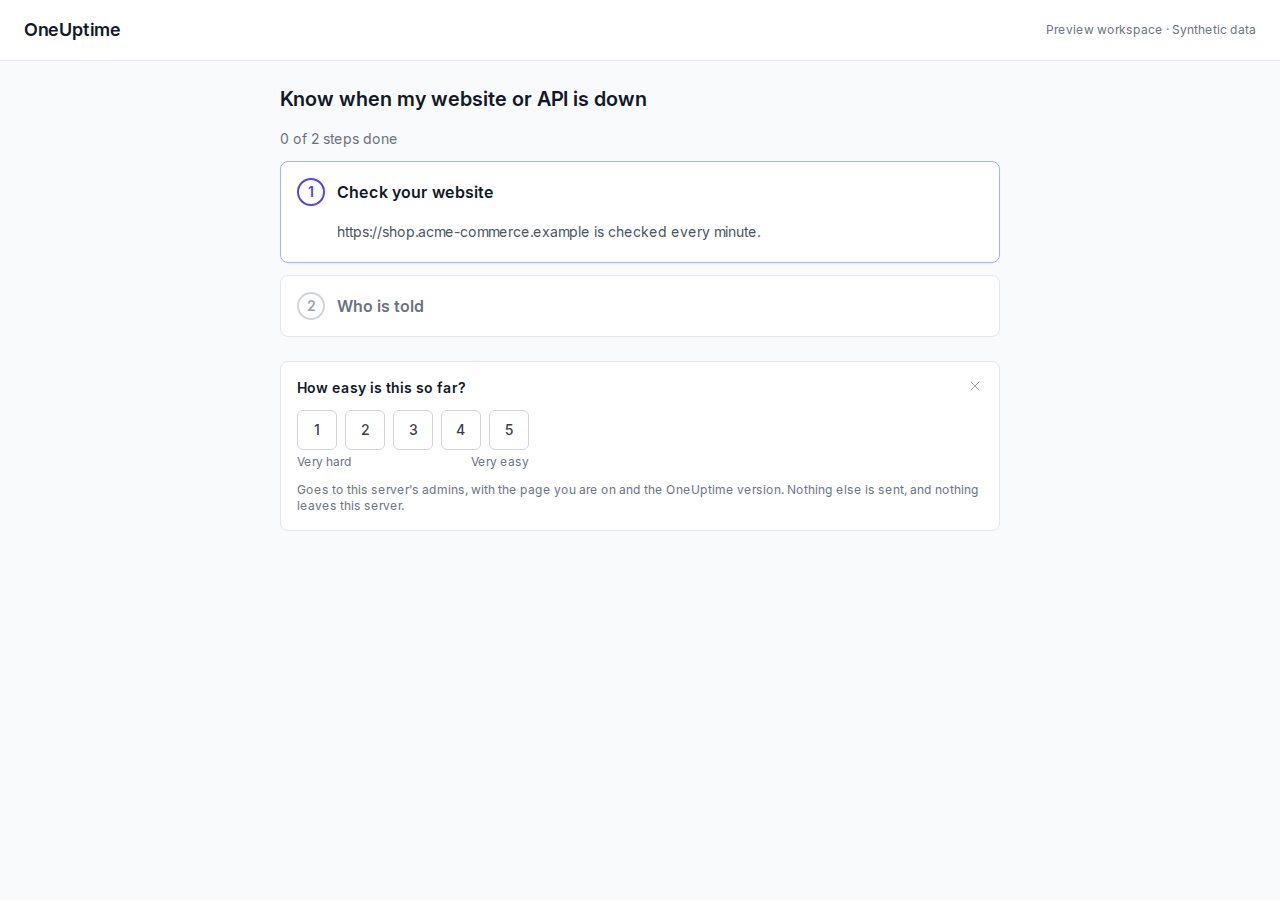 OneUptime
Preview workspace · Synthetic data
Know when my website or API is down
0 of 2 steps done
1
Check your website
https://shop.acme-commerce.example is checked every minute.
2
Who is told
How easy is this so far?
1 2 3 4 5
Very hard Very easy
Goes to this server's admins, with the page you are on and the OneUptime version. Nothing else is sent, and nothing
leaves this server.